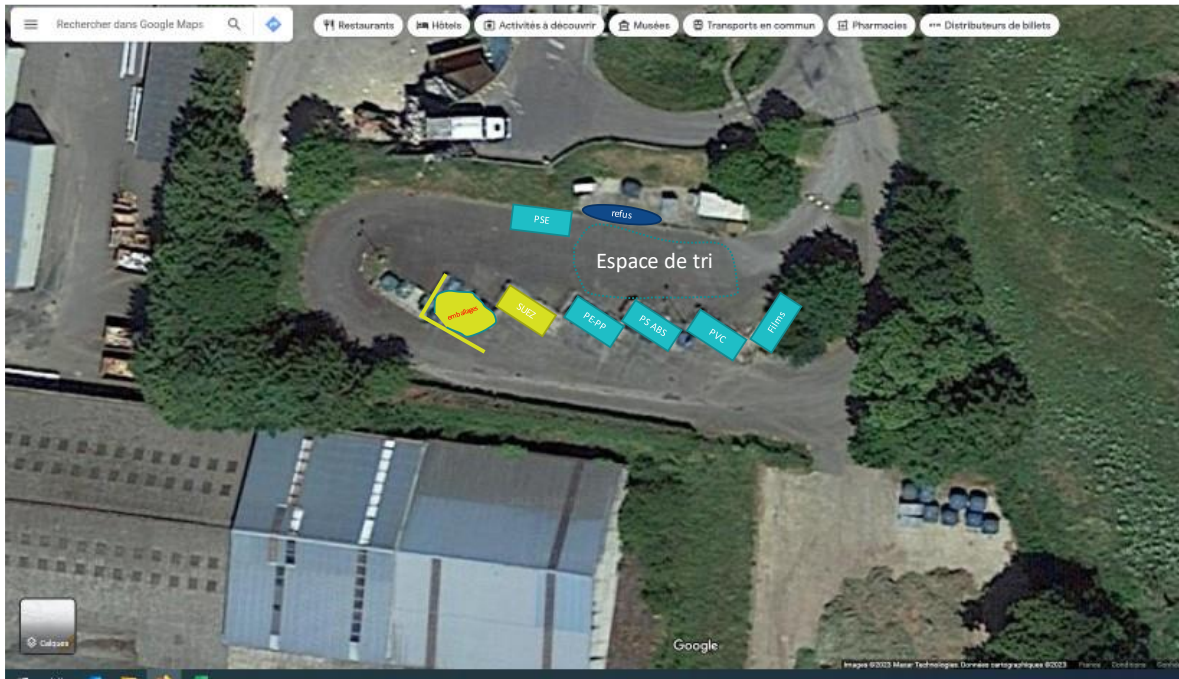 Rechercher dans Google Maps
Restaurants
Hôtels
Activités à découvrir
Musées
Transports en commun
Pharmacies
Distributeurs de billets
PSE
refus
Espace de tri
emballages
SUEZ
PE-PP
PS ABS
PVC
Films
Calques
Google
Images ©2023 Maxar Technologies, Données cartographiques ©2023 France Conditions